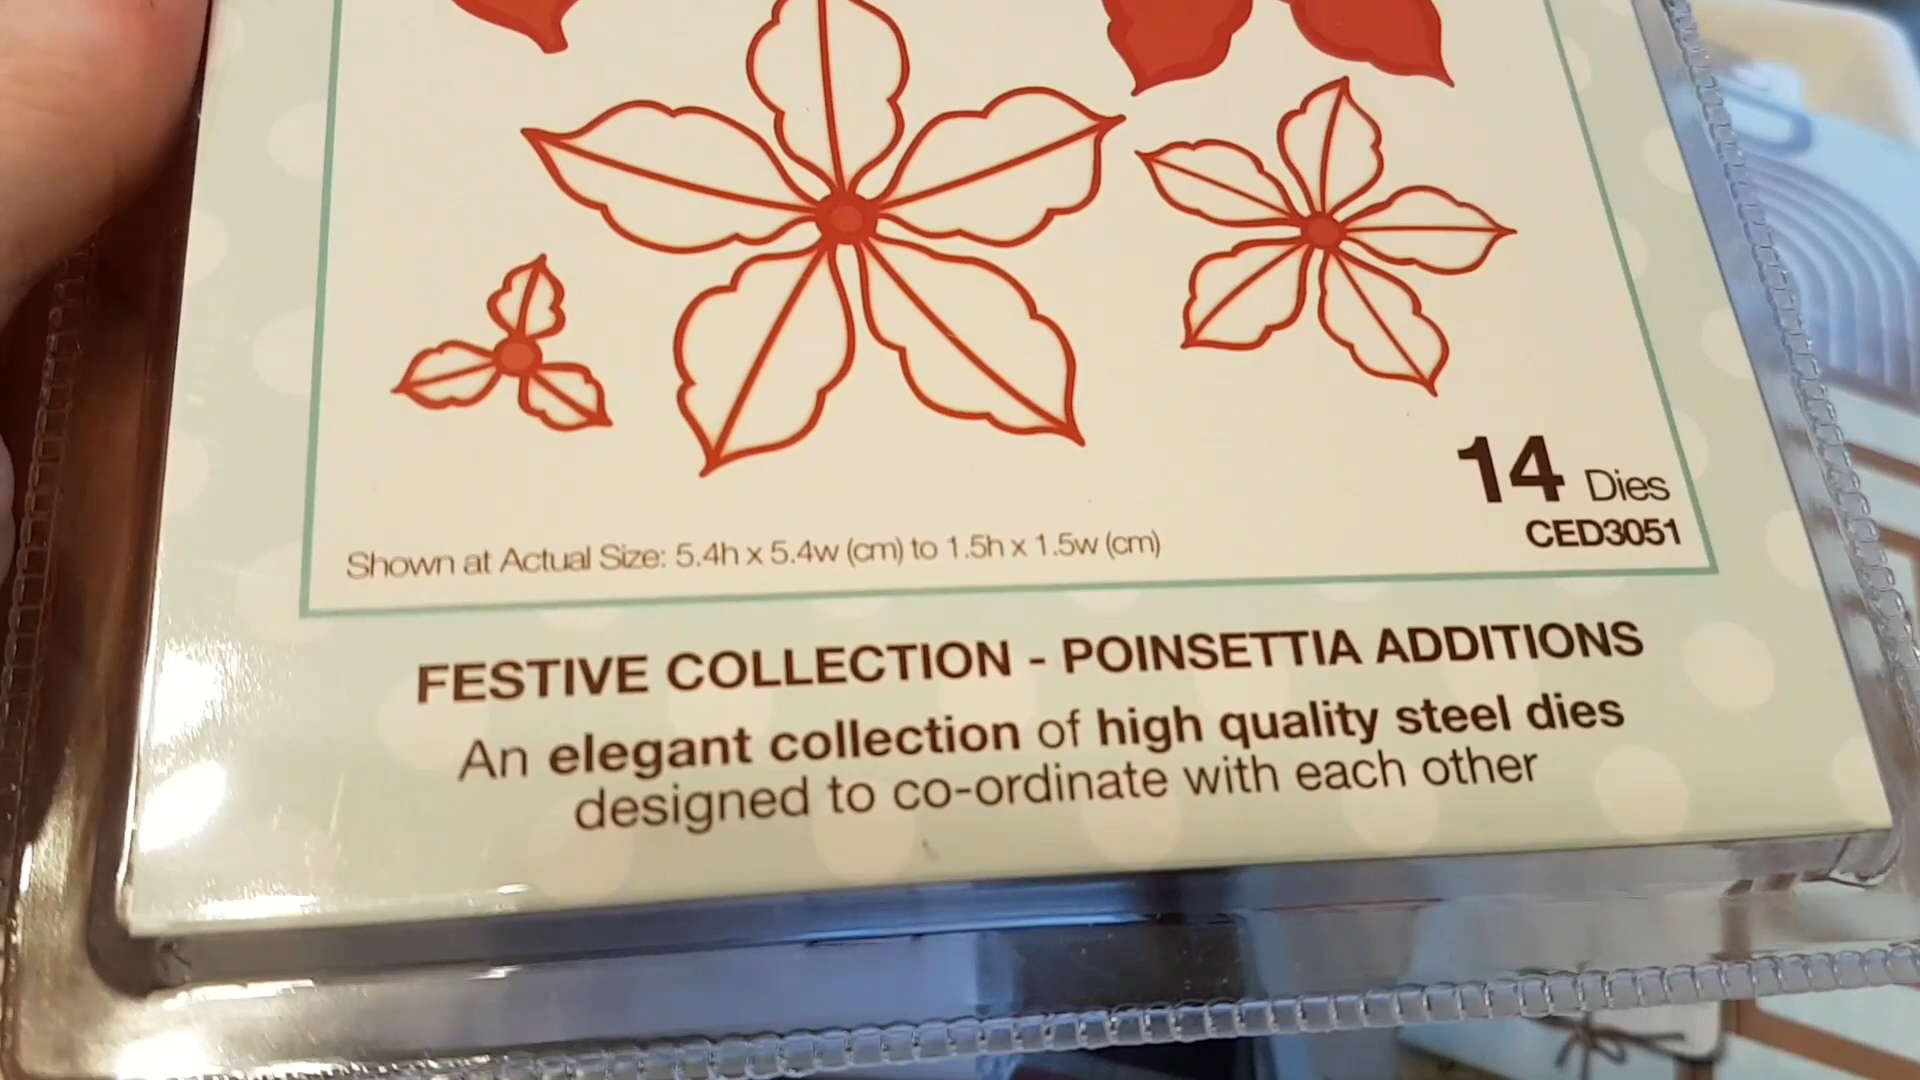 14 Dies
CED3051
Shown at Actual Size: 5.4h x 5.4w (cm) to 1.5h x 1.5w (cm)
FESTIVE COLLECTION - POINSETTIA ADDITIONS
An elegant collection of high quality steel dies
designed to co-ordinate with each other